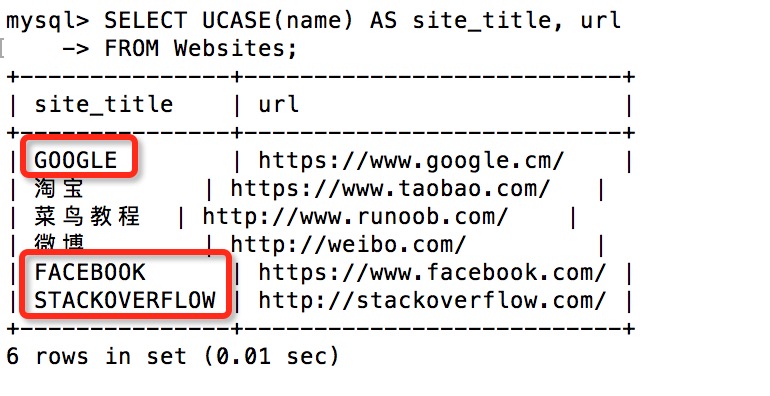 mysql> SELECT UCASE(name) AS site_title, url
    -> FROM Websites;
+---------------+---------------------------+
| site_title    | url                       |
+---------------+---------------------------+
| GOOGLE        | https://www.google.cm/    |
| 淘宝        | https://www.taobao.com/   |
| 菜鸟教程  | http://www.runoob.com/    |
| 微博        | http://weibo.com/         |
| FACEBOOK      | https://www.facebook.com/ |
| STACKOVERFLOW | http://stackoverflow.com/ |
+---------------+---------------------------+
6 rows in set (0.01 sec)